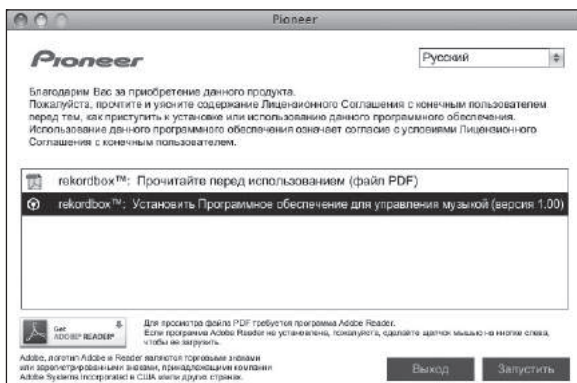 Pioneer
Pioneer
Русский
Благодарим Вас за приобретение данного продукта.
Пожалуйста, прочтите и уясните содержание Лицензионного Соглашения с конечным пользователем
перед тем, как приступить к установке или использованию данного программного обеспечения.
Использование данного программного обеспечения означает согласие с условиями Лицензионного
Соглашения с конечным пользователем.
rekordbox™: Прочитайте перед использованием (файл PDF)
rekordbox™: Установить Программное обеспечение для управления музыкой (версия 1.00)
Get
ADOBE® READER®
Для просмотра файла PDF требуется программа Adobe Reader.
Если программа Adobe Reader не установлена, пожалуйста, сделайте щелчок мышью на кнопке слева,
чтобы ее загрузить.
Adobe, логотип Adobe и Reader являются торговыми знаками
или зарегистрированными знаками, принадлежащими компании
Adobe Systems Incorporated в США и/или других странах.
Выход
Запустить